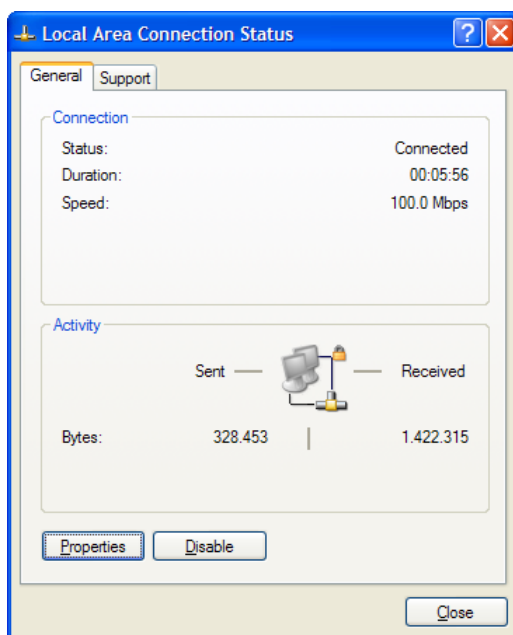 Local Area Connection Status
General Support
Connection
Status: Connected
Duration: 00:05:56
Speed: 100.0 Mbps
Activity
Sent Received
Bytes: 328.453 1.422.315
Properties Disable
Close